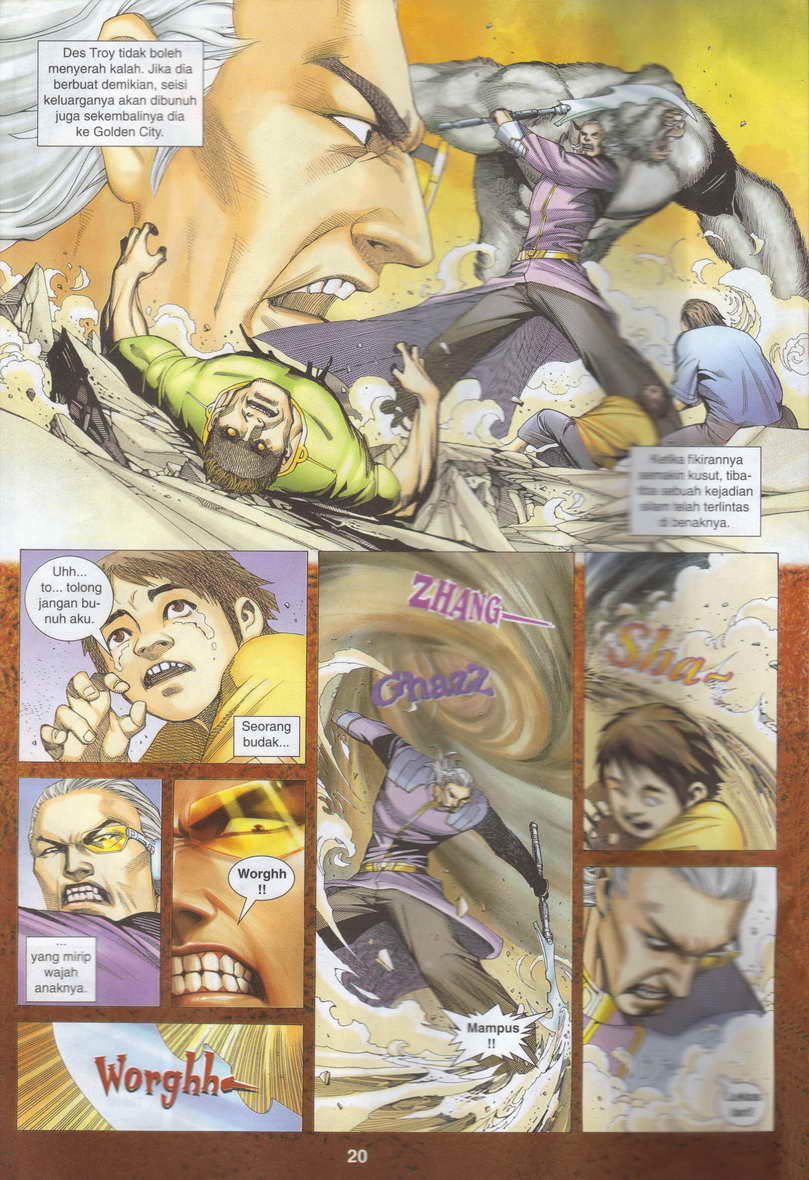 Des Troy tidak boleh
menyerah kalah. Jika dia
berbuat demikian, seisi
keluarganya akan dibunuh
juga sekembalinya dia
ke Golden City.
Ketika fikirannya
semakin kusut, tiba-
tiba sebuah kejadian
silam telah terlintas
di benaknya.
Uhh...
to... tolong
jangan bu-
nuh aku.
Seorang
budak...
...
yang mirip
wajah
anaknya.
Worghh
!!
Worghh
ZHANG
Ghazz
Mampus
!!
Sha~
lari!
20